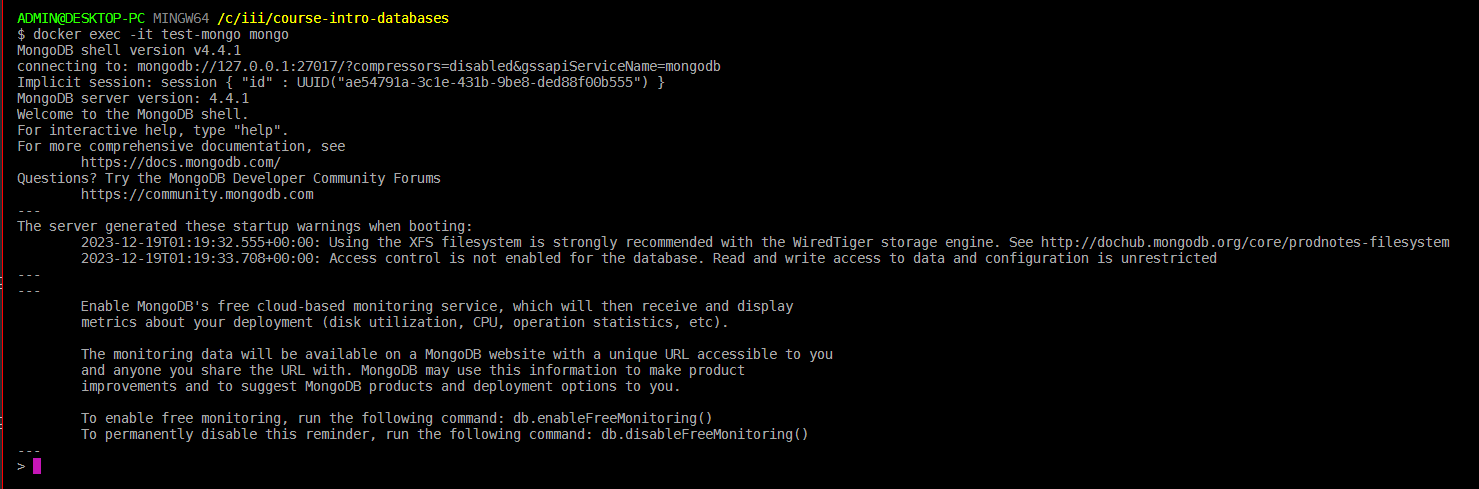 ADMIN@DESKTOP-PC MINGW64 /c/iii/course-intro-databases
$ docker exec -it test-mongo mongo
MongoDB shell version v4.4.1
connecting to: mongodb://127.0.0.1:27017/?compressors=disabled&gssapiServiceName=mongodb
Implicit session: session { "id" : UUID("ae54791a-3c1e-431b-9be8-ded88f00b555") }
MongoDB server version: 4.4.1
Welcome to the MongoDB shell.
For interactive help, type "help".
For more comprehensive documentation, see
        https://docs.mongodb.com/
Questions? Try the MongoDB Developer Community Forums
        https://community.mongodb.com
---
The server generated these startup warnings when booting:
        2023-12-19T01:19:32.555+00:00: Using the XFS filesystem is strongly recommended with the WiredTiger storage engine. See http://dochub.mongodb.org/core/prodnotes-filesystem
        2023-12-19T01:19:33.708+00:00: Access control is not enabled for the database. Read and write access to data and configuration is unrestricted
---
---
        Enable MongoDB's free cloud-based monitoring service, which will then receive and display
        metrics about your deployment (disk utilization, CPU, operation statistics, etc).

        The monitoring data will be available on a MongoDB website with a unique URL accessible to you
        and anyone you share the URL with. MongoDB may use this information to make product
        improvements and to suggest MongoDB products and deployment options to you.

        To enable free monitoring, run the following command: db.enableFreeMonitoring()
        To permanently disable this reminder, run the following command: db.disableFreeMonitoring()
---
>